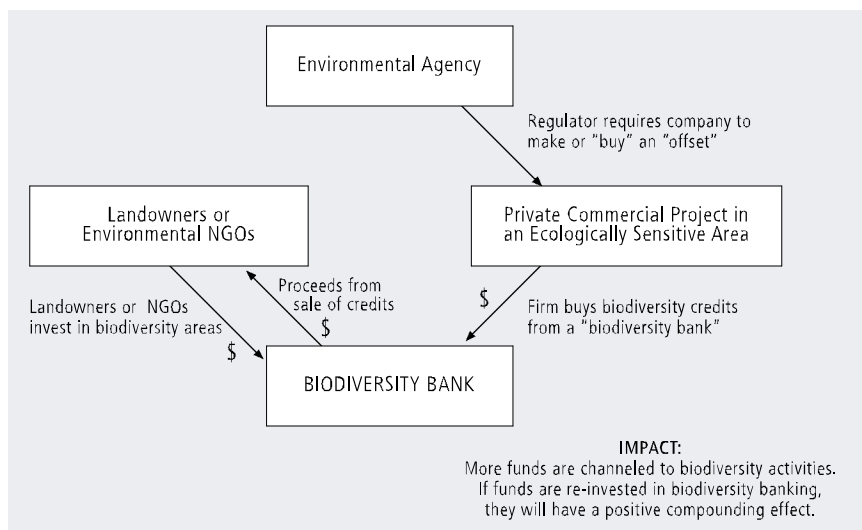 Environmental Agency
Regulator requires company to
make or "buy" an "offset"
Landowners or
Environmental NGOs
Private Commercial Project in
an Ecologically Sensitive Area
Proceeds from
sale of credits
$
Landowners or NGOs
invest in biodiversity areas
$
$
Firm buys biodiversity credits
from a "biodiversity bank"
BIODIVERSITY BANK
IMPACT:
More funds are channeled to biodiversity activities.
If funds are re-invested in biodiversity banking,
they will have a positive compounding effect.